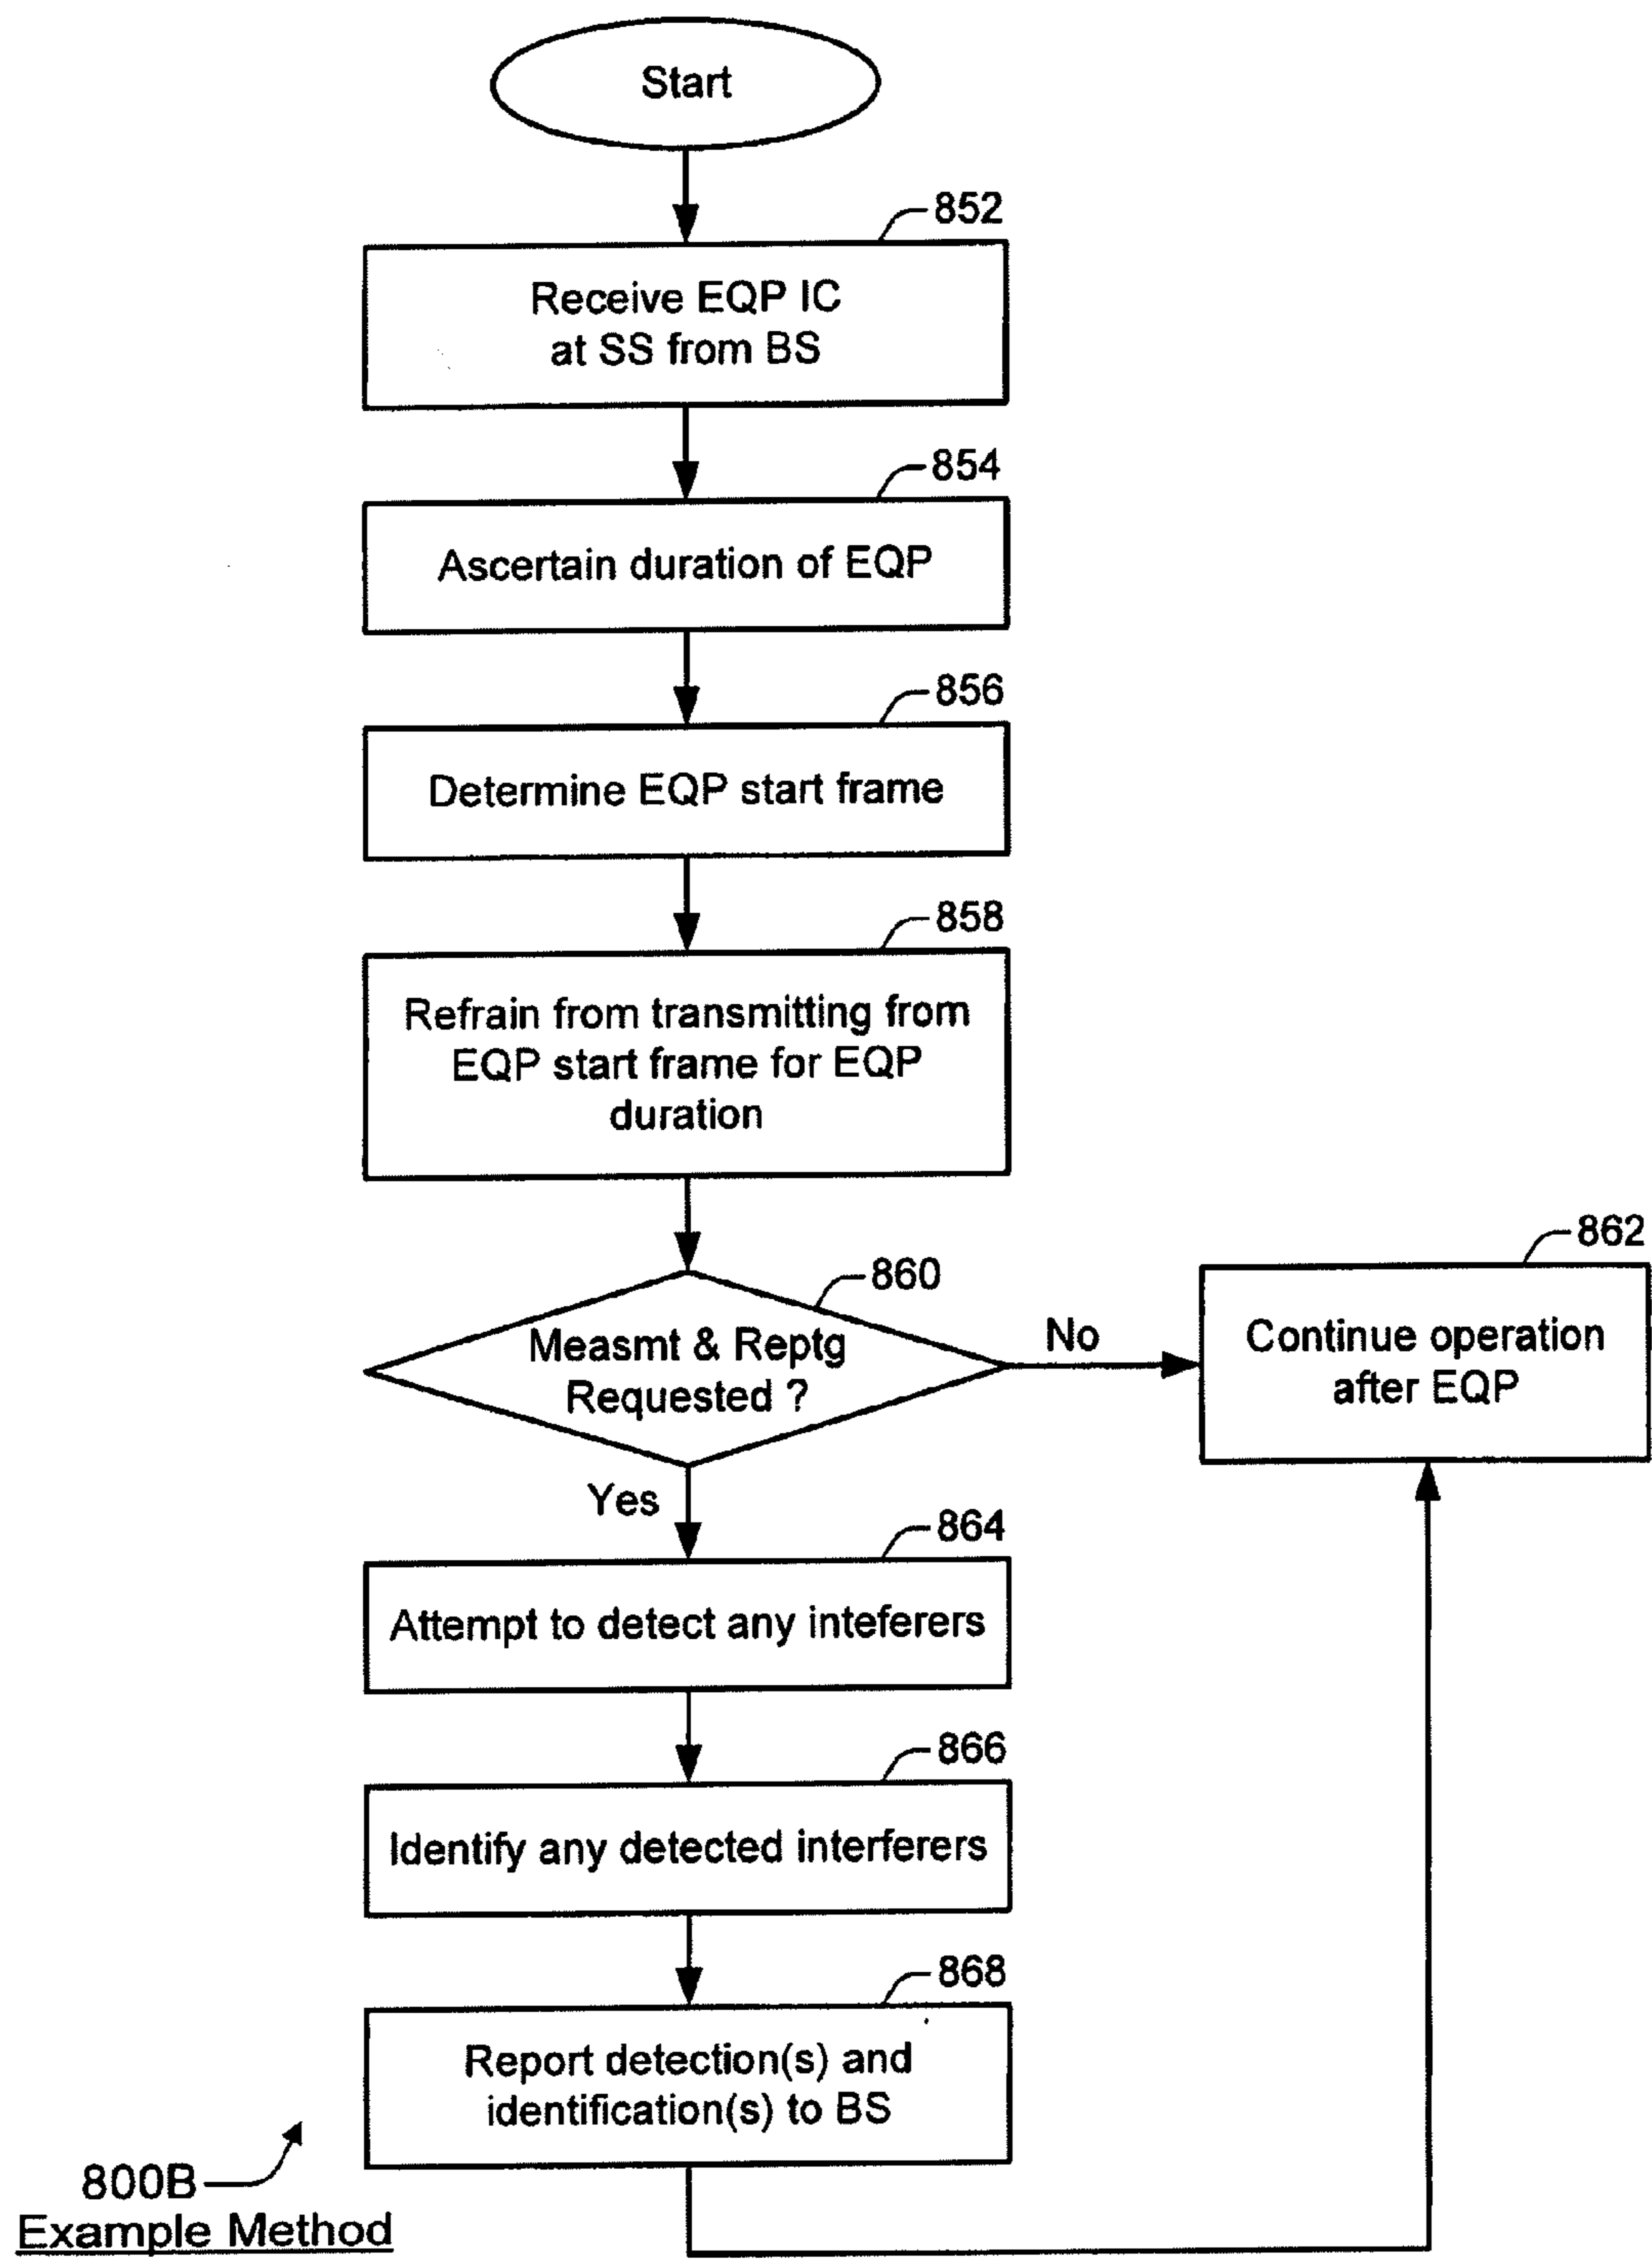 Start
852
Receive EQP IC
at SS from BS
854
Ascertain duration of EQP
856
Determine EQP start frame
858
Refrain from transmitting from
EQP start frame for EQP
duration
860
Measmt & Reptg
Requested ?
No
862
Continue operation
after EQP
Yes
864
Attempt to detect any inteferers
866
Identify any detected interferers
868
Report detection(s) and
identification(s) to BS
800B
Example Method